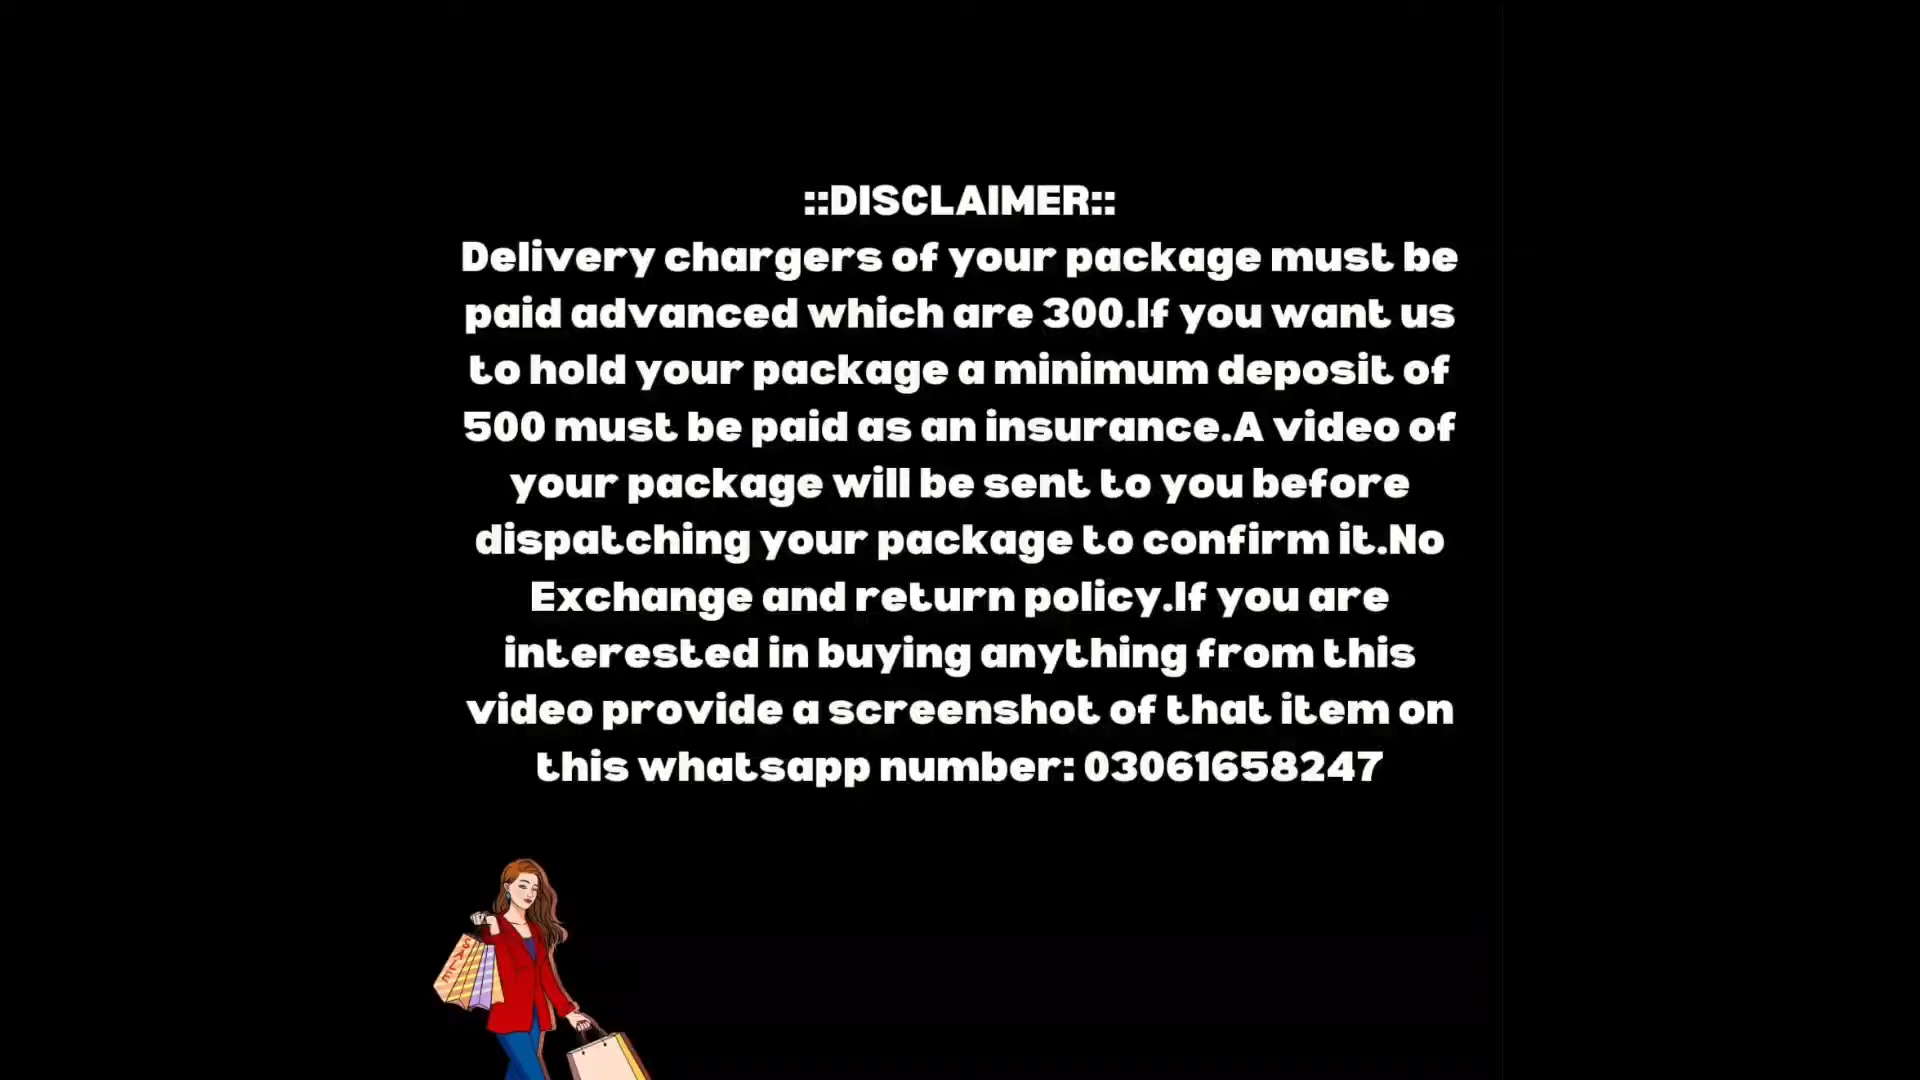 ::DISCLAIMER::
Delivery chargers of your package must be
paid advanced which are 300.If you want us
to hold your package a minimum deposit of
500 must be paid as an insurance.A video of
your package will be sent to you before
dispatching your package to confirm it.No
Exchange and return policy.If you are
interested in buying anything from this
video provide a screenshot of that item on
this whatsapp number: 03061658247
SALE